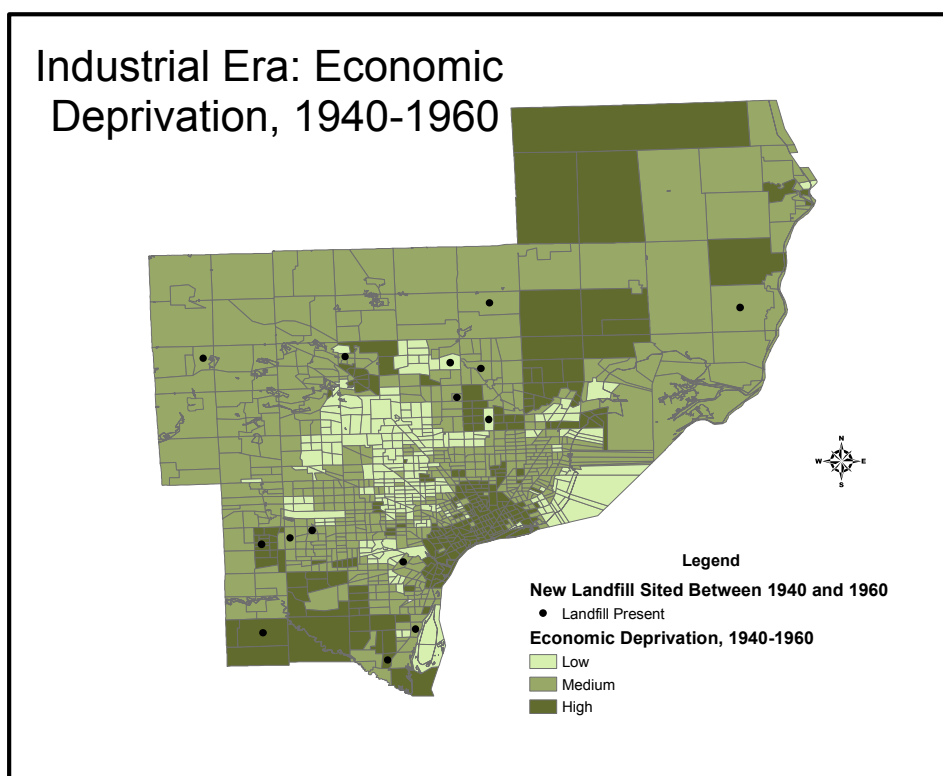 Industrial Era: Economic
Deprivation, 1940-1960
N
W E
S
Legend
New Landfill Sited Between 1940 and 1960
Landfill Present
Economic Deprivation, 1940-1960
Low
Medium
High